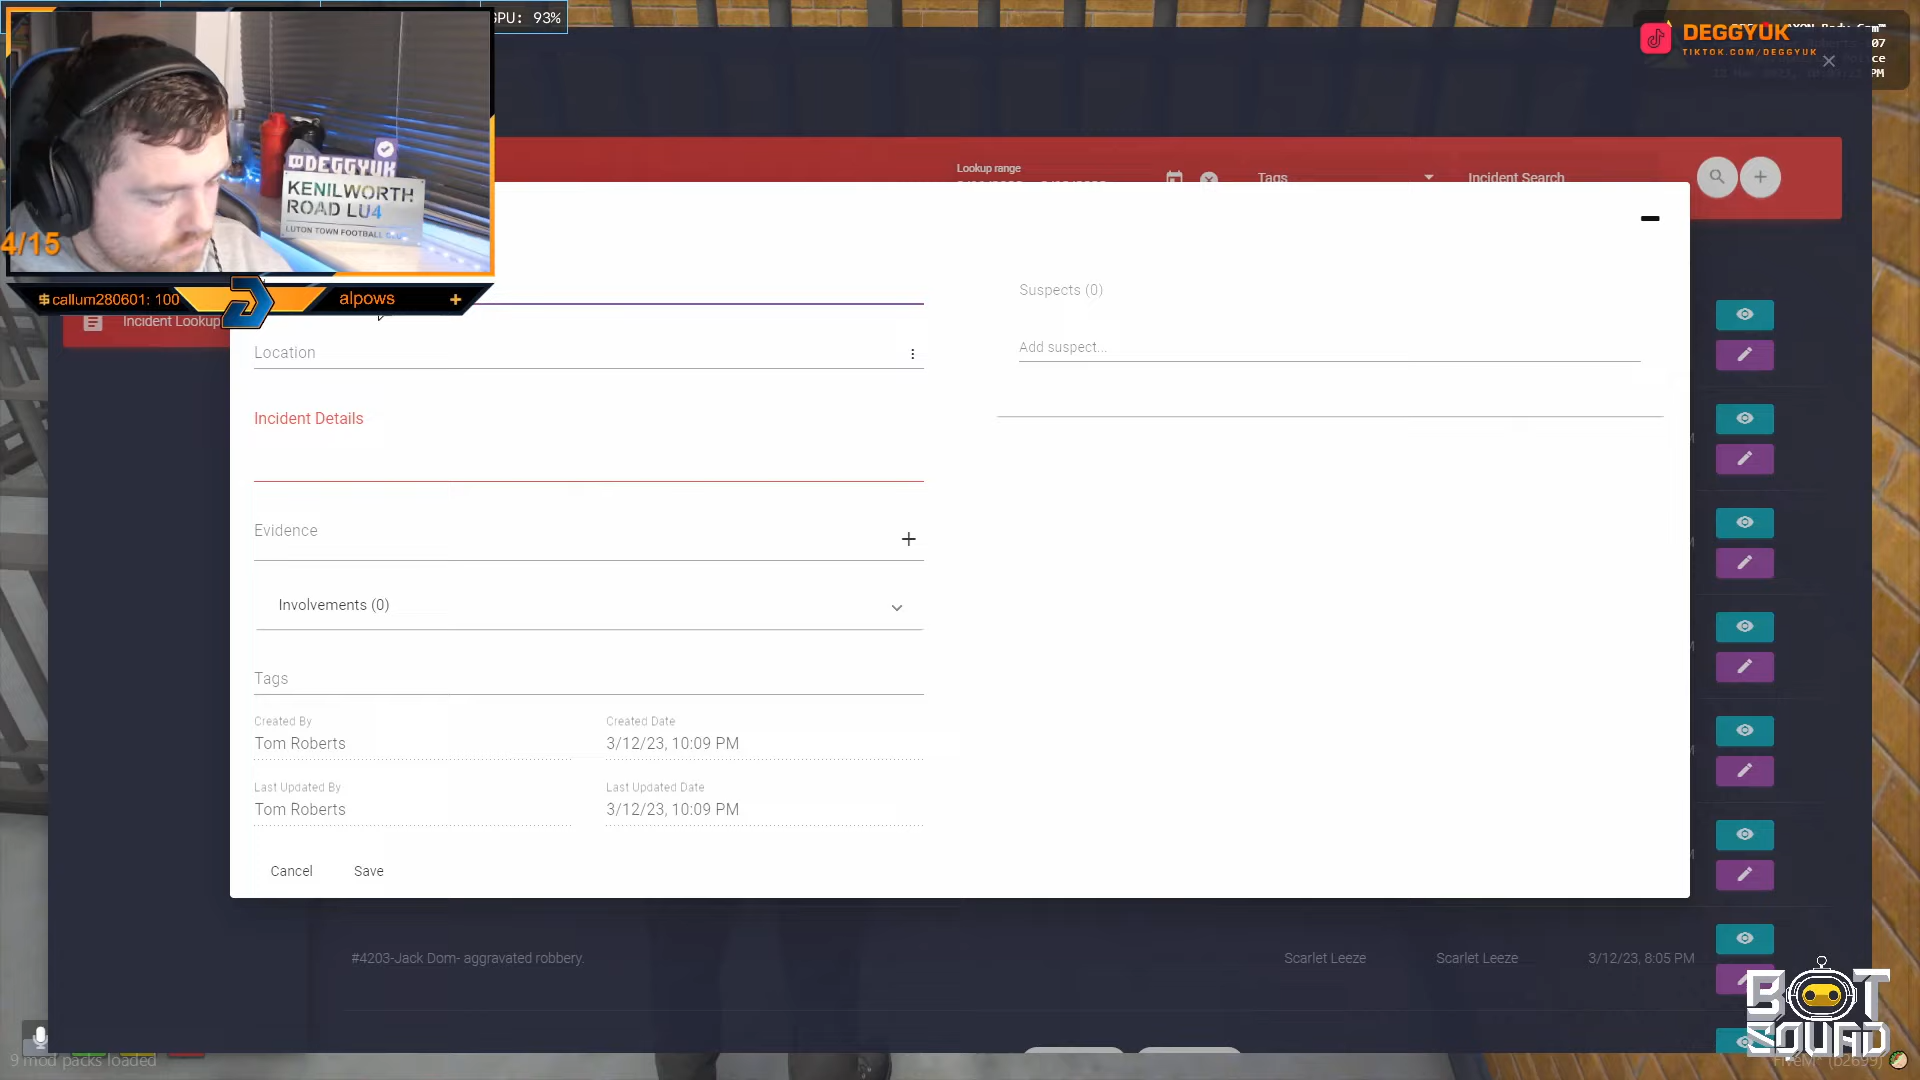 GPU: 93%
DEGGYUK
TIKTOK.COM/DEGGYUK
@DEGGYUK
KENILWORTH
ROAD LU4
LUTON TOWN FOOTBALL
4/15
callum280601: 100
alpows
+
Lookup range
Tags
Incident Search
Incident Lookup
Suspects (0)
Location
Add suspect...
Incident Details
Evidence
Involvements (0)
Tags
Created By
Created Date
Tom Roberts
3/12/23, 10:09 PM
Last Updated By
Last Updated Date
Tom Roberts
3/12/23, 10:09 PM
Cancel
Save
#4203-Jack Dom- aggravated robbery.
Scarlet Leeze
Scarlet Leeze
3/12/23, 8:05 PM
BOT
SQUAD
9 mod packs loaded